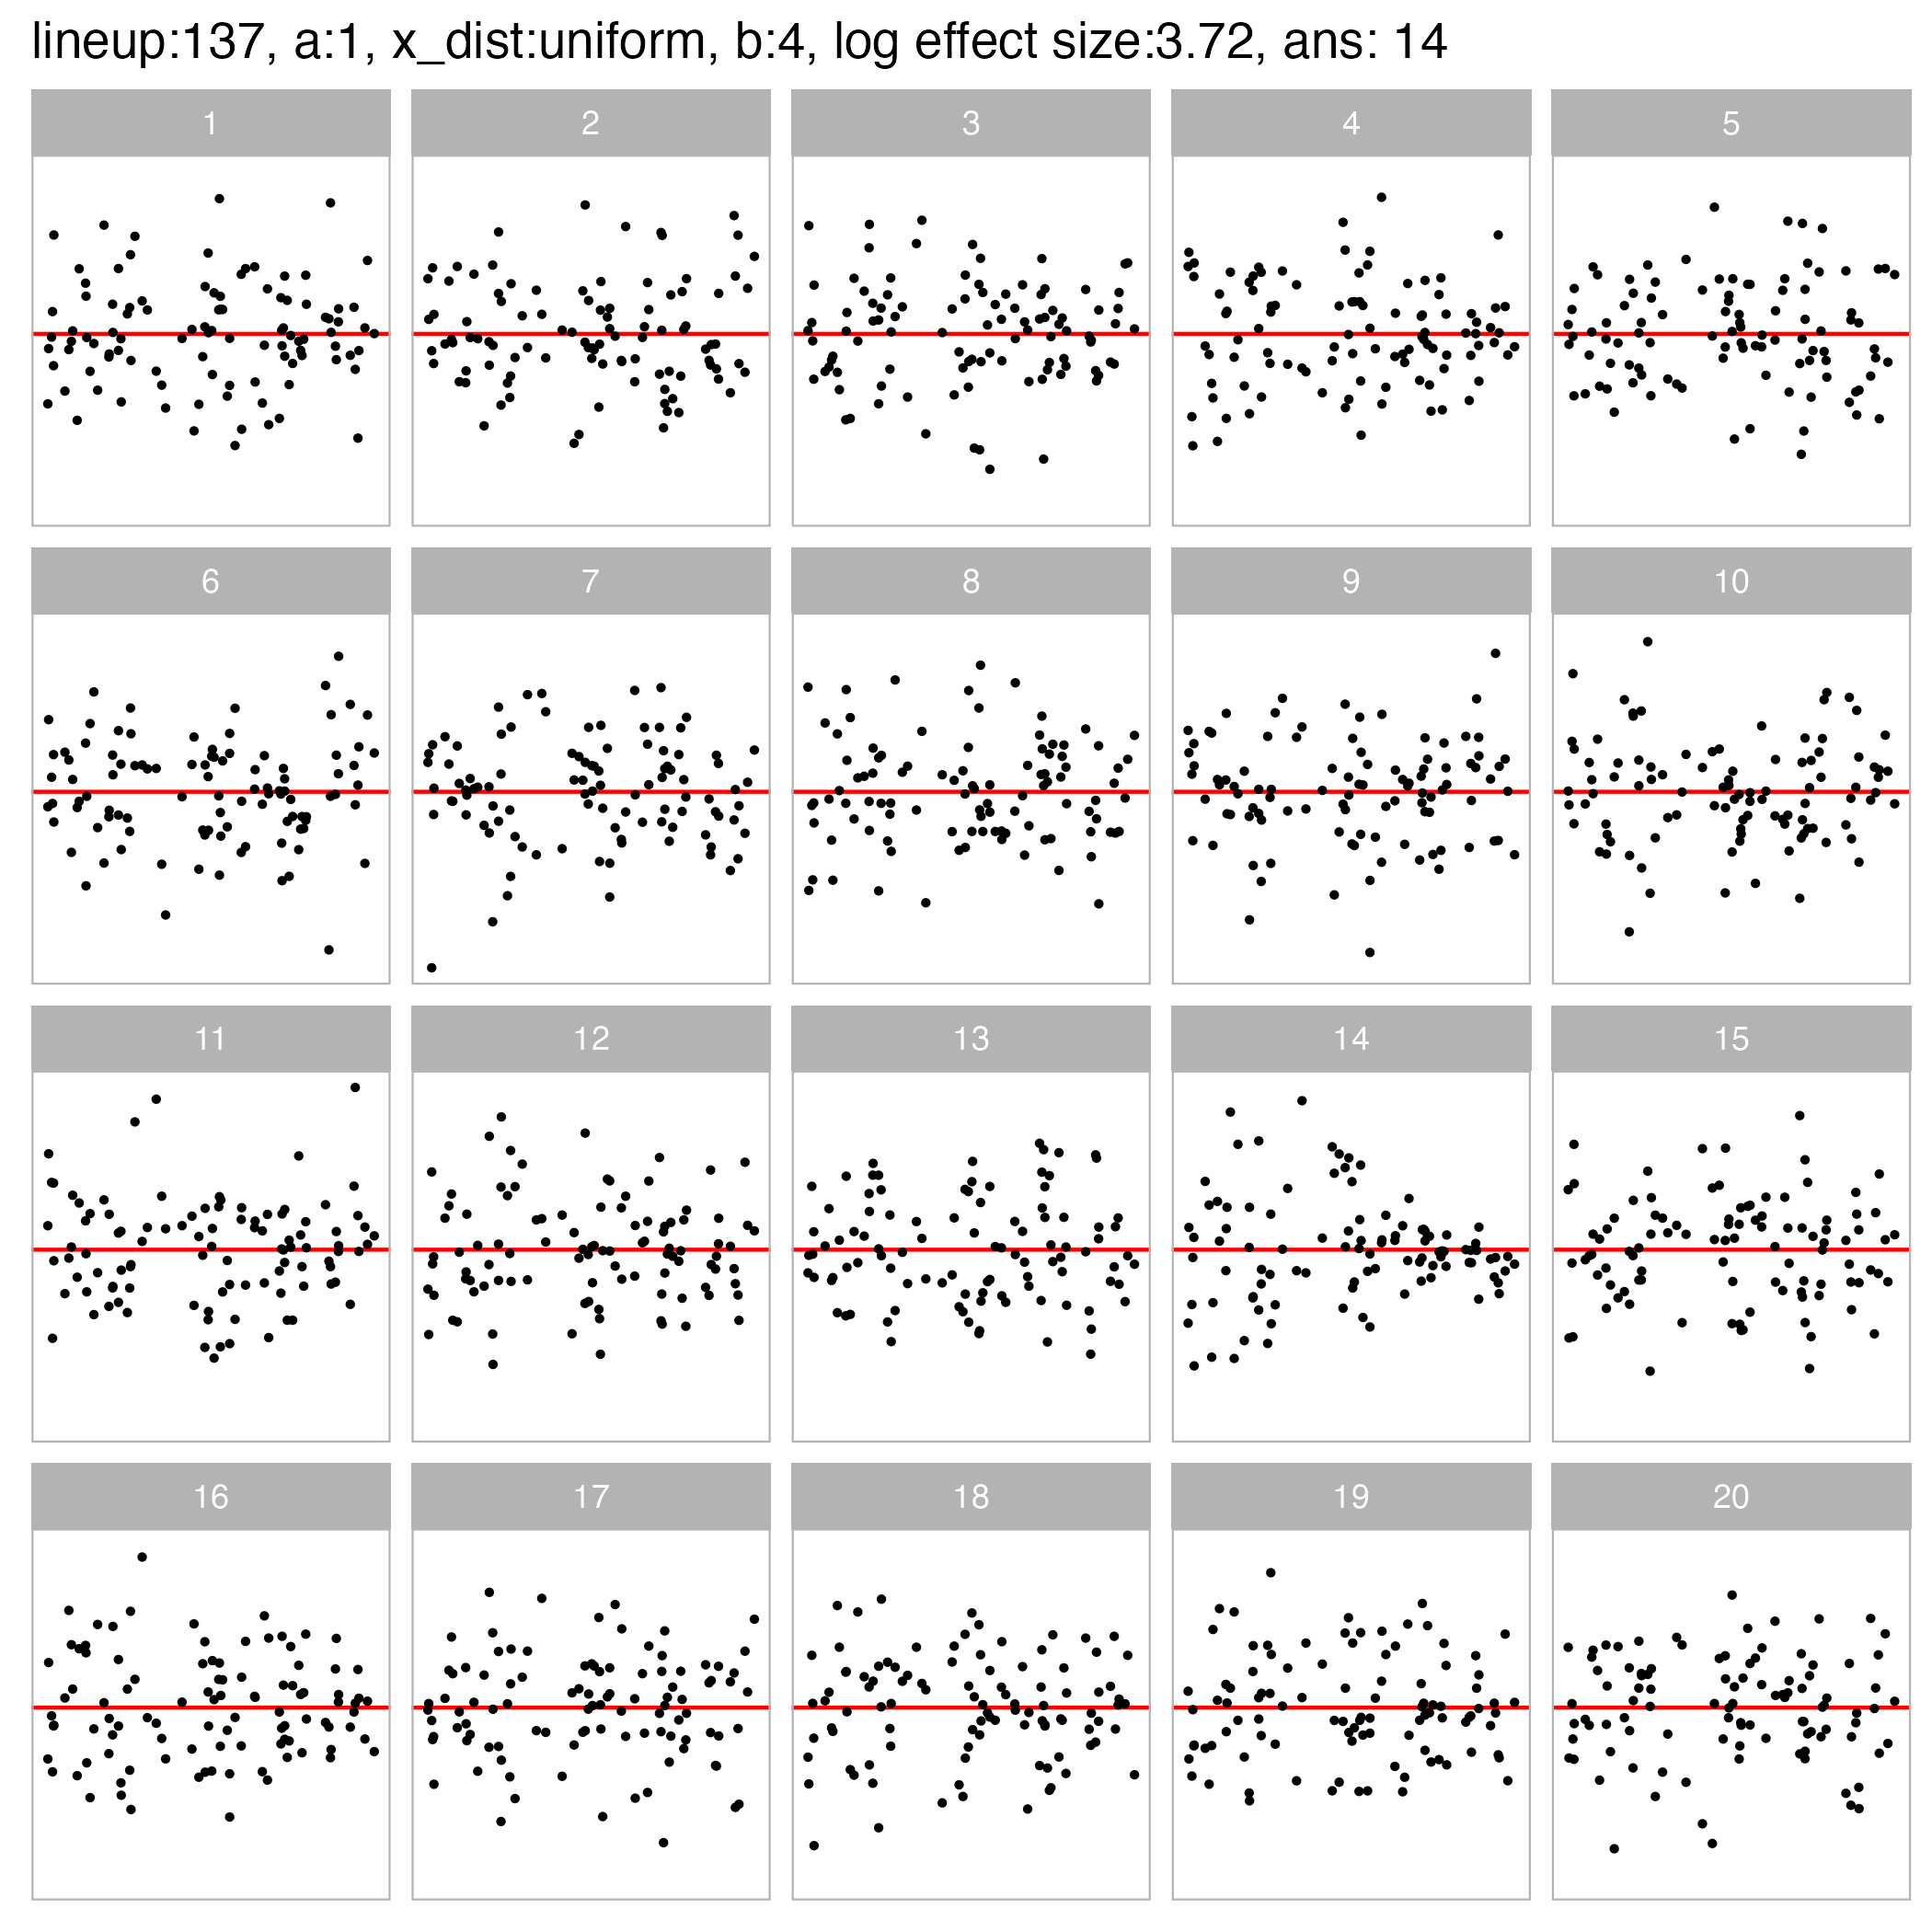 lineup:137, a:1, x_dist:uniform, b:4, log effect size:3.72, ans: 14
1 2 3 4 5
6 7 8 9 10
11 12 13 14 15
16 17 18 19 20